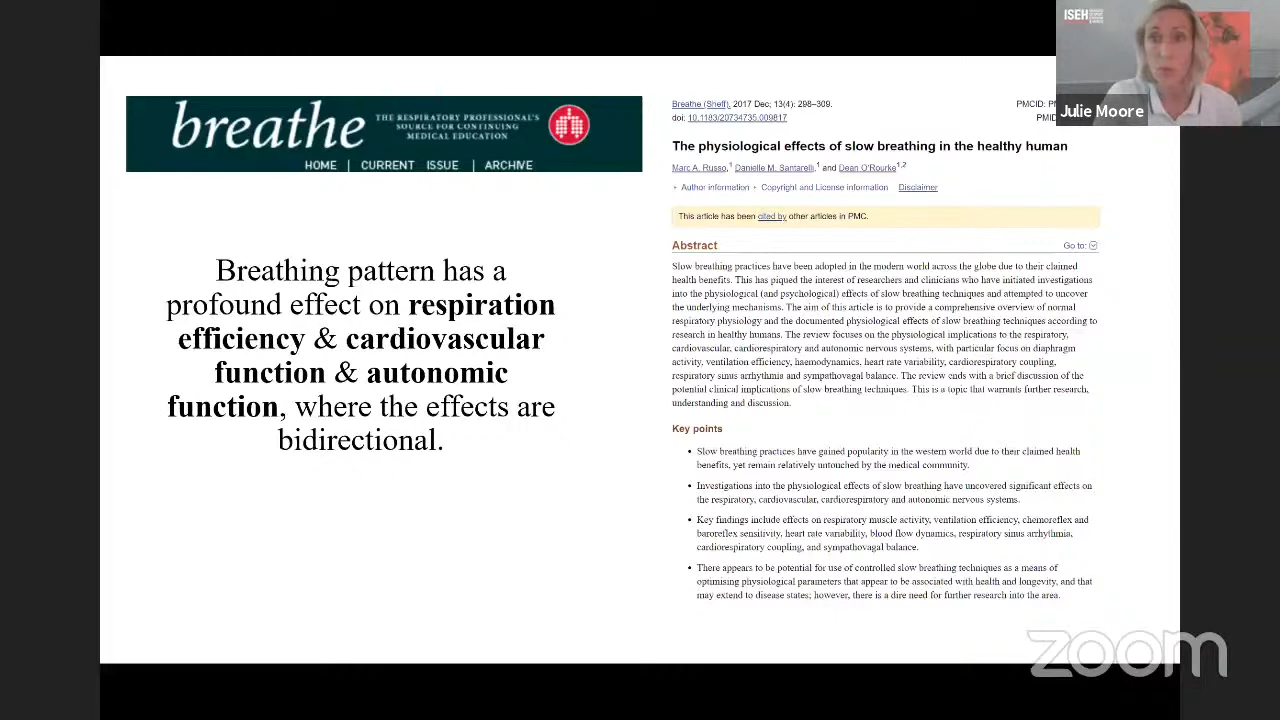 breathe
THE RESPIRATORY PROFESSIONAL'S
SOURCE FOR CONTINUING
MEDICAL EDUCATION
HOME | CURRENT ISSUE | ARCHIVE
Breathing pattern has a
profound effect on respiration
efficiency & cardiovascular
function & autonomic
function, where the effects are
bidirectional.
Breathe (Sheff). 2017 Dec; 13(4): 298–309.
doi: 10.1183/20734735.009817
PMCID:
The physiological effects of slow breathing in the healthy human
Marc A. Russo,1 Danielle M. Santarelli,1 and Dean O'Rourke1,2
Author information Copyright and License information Disclaimer
This article has been cited by other articles in PMC.
Abstract
Go to:
Slow breathing practices have been adopted in the modern world across the globe due to their claimed
health benefits. This has piqued the interest of researchers and clinicians who have initiated investigations
into the physiological (and psychological) effects of slow breathing techniques and attempted to uncover
the underlying mechanisms. The aim of this article is to provide a comprehensive overview of normal
respiratory physiology and the documented physiological effects of slow breathing techniques according to
research in healthy humans. The review focuses on the physiological implications to the respiratory,
cardiovascular, cardiorespiratory and autonomic nervous systems, with particular focus on diaphragm
activity, ventilation efficiency, haemodynamics, heart rate variability, cardiorespiratory coupling,
respiratory sinus arrhythmia and sympathovagal balance. The review ends with a brief discussion of the
potential clinical implications of slow breathing techniques. This is a topic that warrants further research,
understanding and discussion.
Key points
• Slow breathing practices have gained popularity in the western world due to their claimed health
benefits, yet remain relatively untouched by the medical community.
• Investigations into the physiological effects of slow breathing have uncovered significant effects on
the respiratory, cardiovascular, cardiorespiratory and autonomic nervous systems.
• Key findings include effects on respiratory muscle activity, ventilation efficiency, chemoreflex and
baroreflex sensitivity, heart rate variability, blood flow dynamics, respiratory sinus arrhythmia,
cardiorespiratory coupling, and sympathovagal balance.
• There appears to be potential for use of controlled slow breathing techniques as a means of
optimising physiological parameters that appear to be associated with health and longevity, and that
may extend to disease states; however, there is a dire need for further research into the area.
ISEH
Julie Moore
zoom